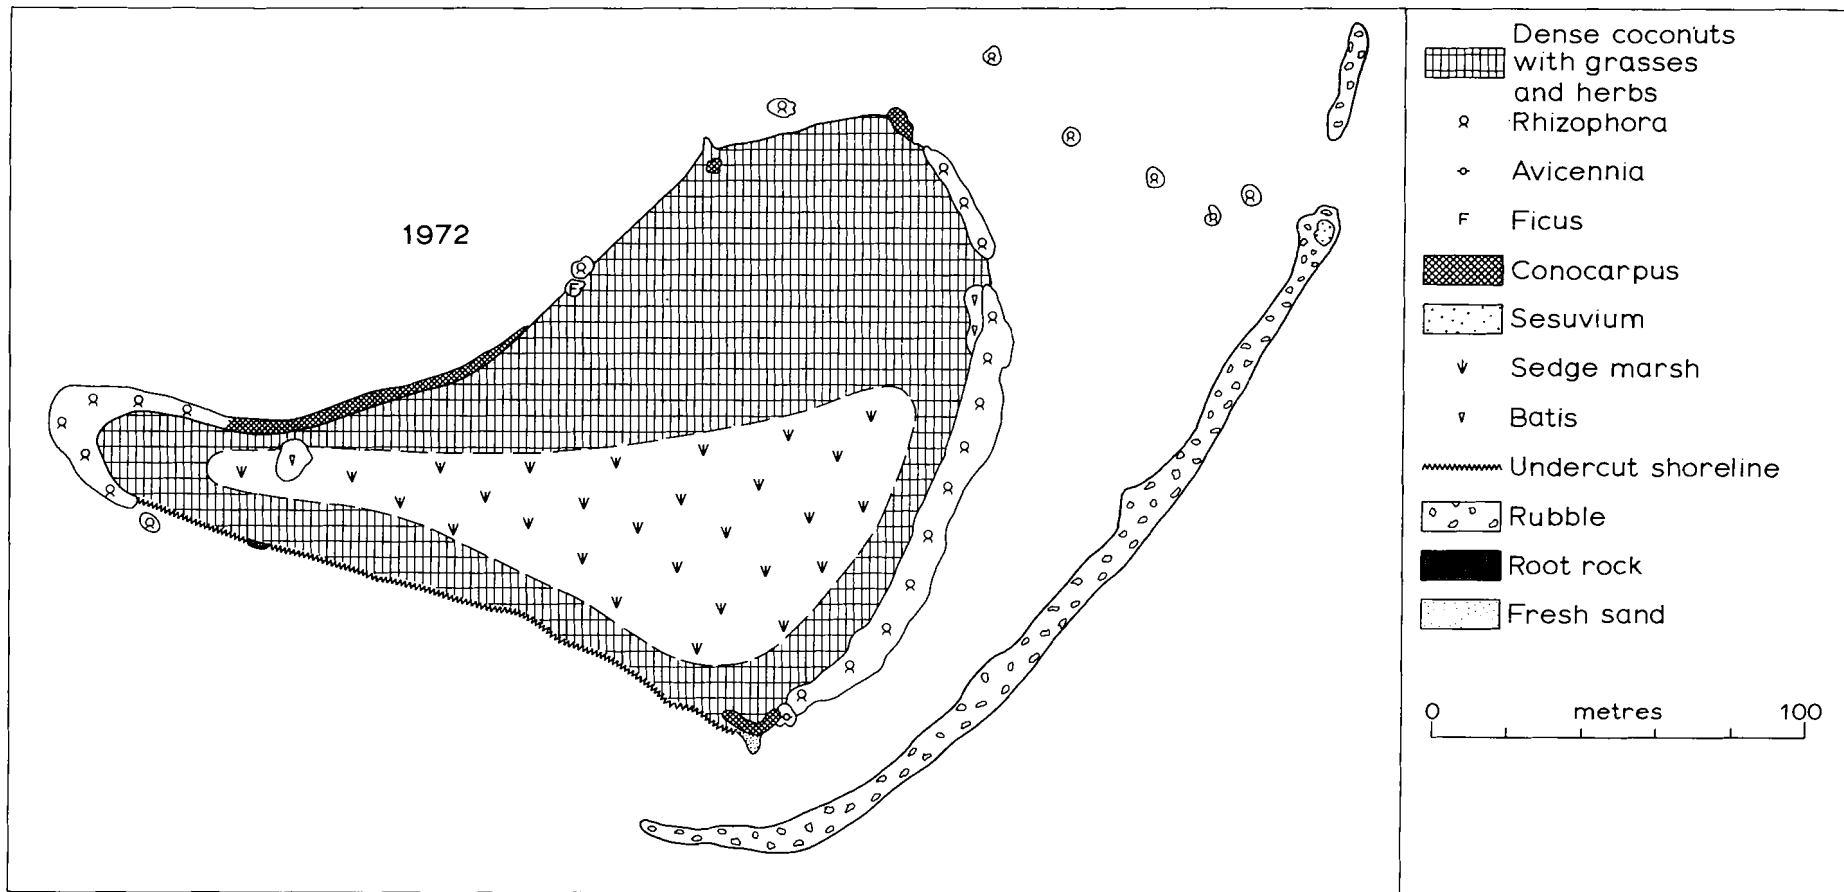 1972
F
Dense coconuts
with grasses
and herbs
Rhizophora
Avicennia
F Ficus
Conocarpus
Sesuvium
Sedge marsh
Batis
Undercut shoreline
Rubble
Root rock
Fresh sand
0 metres 100